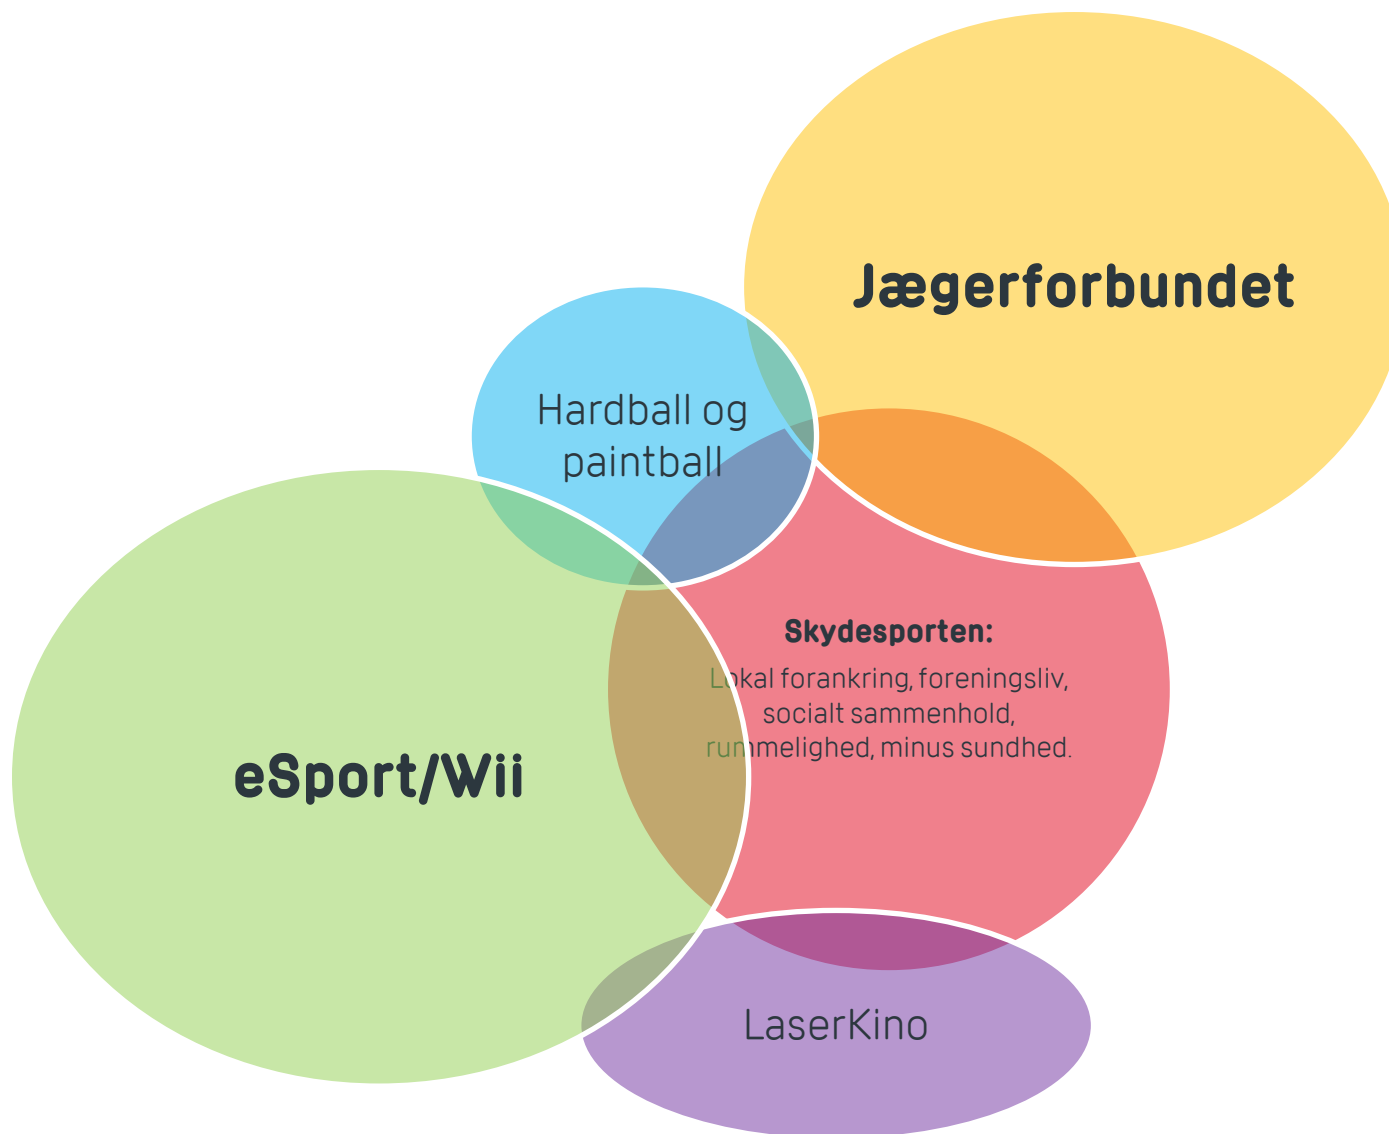 Jægerforbundet
Hardball og
paintball
Skydesporten:
Lokal forankring, foreningsliv,
socialt sammenhold,
rummelighed, minus sundhed.
eSport/Wii
LaserKino